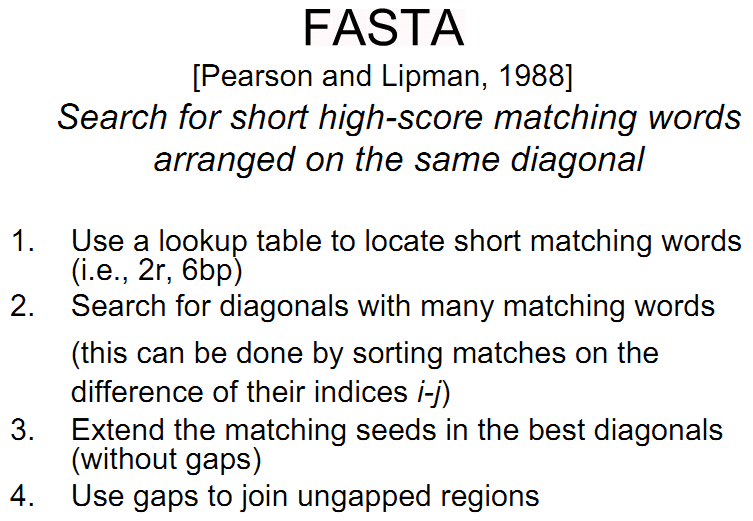 FASTA
[Pearson and Lipman, 1988]
Search for short high-score matching words
arranged on the same diagonal
1. Use a lookup table to locate short matching words
(i.e., 2r, 6bp)
2. Search for diagonals with many matching words
(this can be done by sorting matches on the
difference of their indices i-j)
3. Extend the matching seeds in the best diagonals
(without gaps)
4. Use gaps to join ungapped regions